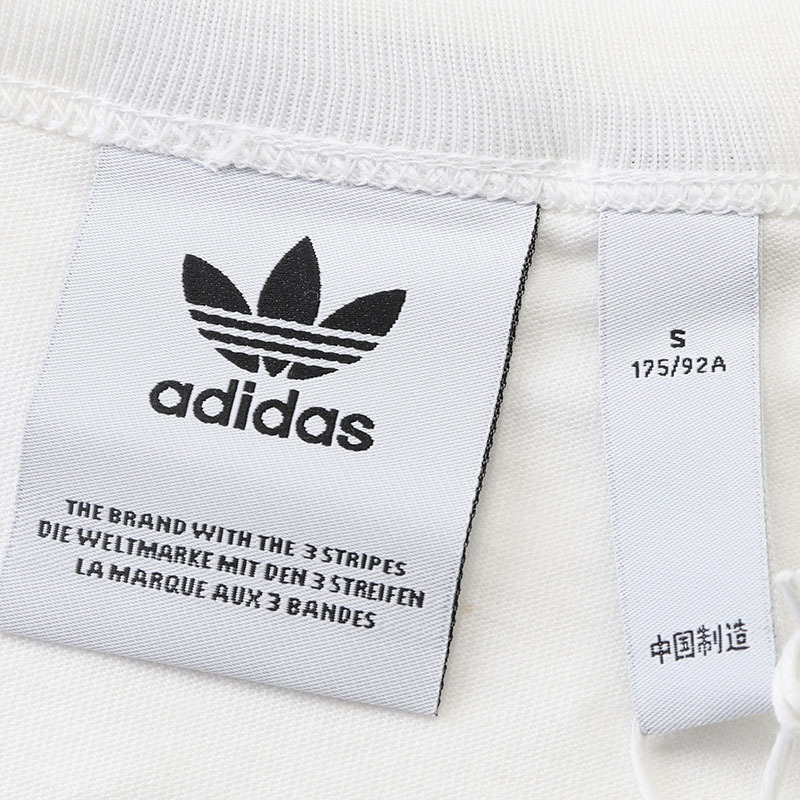 adidas
THE BRAND WITH THE 3 STRIPES
DIE WELTMARKE MIT DEN 3 STREIFEN
LA MARQUE AUX 3 BANDES
S
175/92A
中国制造